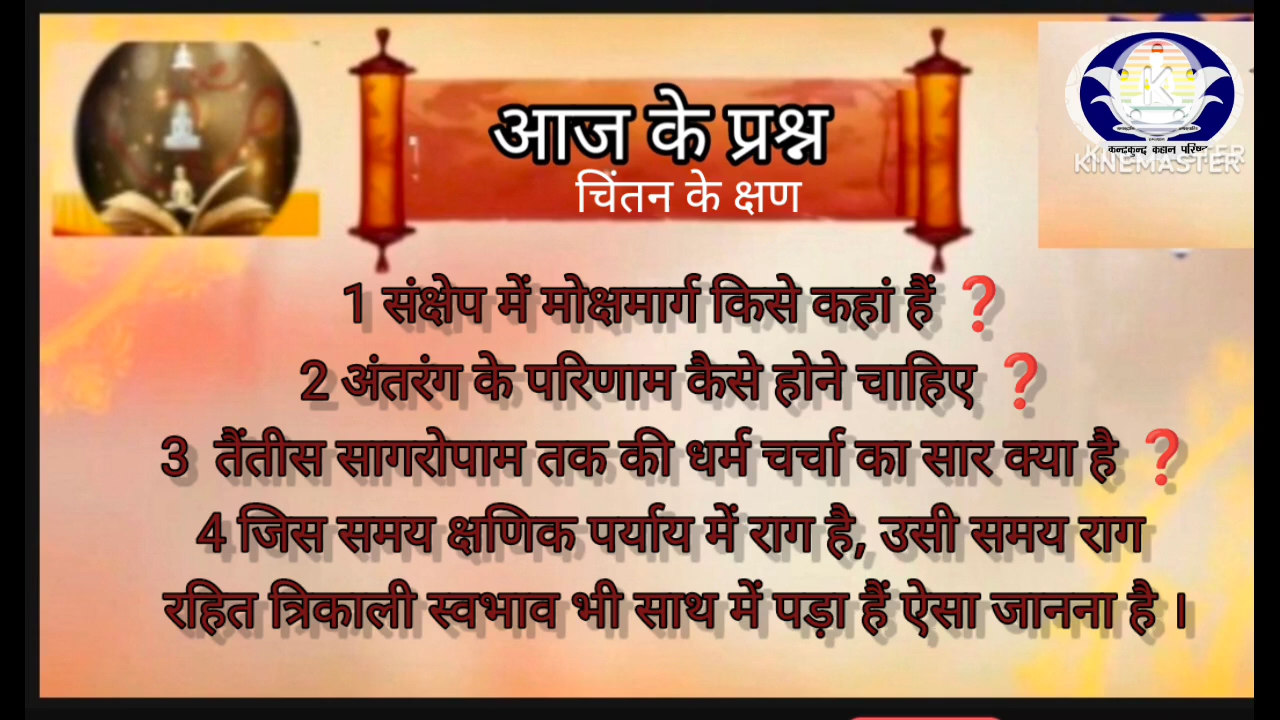 आज के प्रश्न
चिंतन के क्षण
KINEMASTER
1 संक्षेप में मोक्षमार्ग किसे कहां हैं ❓
2 अंतरंग के परिणाम कैसे होने चाहिए ❓
3 तैंतीस सागरोपाम तक की धर्म चर्चा का सार क्या है ❓
4 जिस समय क्षणिक पर्याय में राग है, उसी समय राग
रहित त्रिकाली स्वभाव भी साथ में पड़ा हैं ऐसा जानना है ।